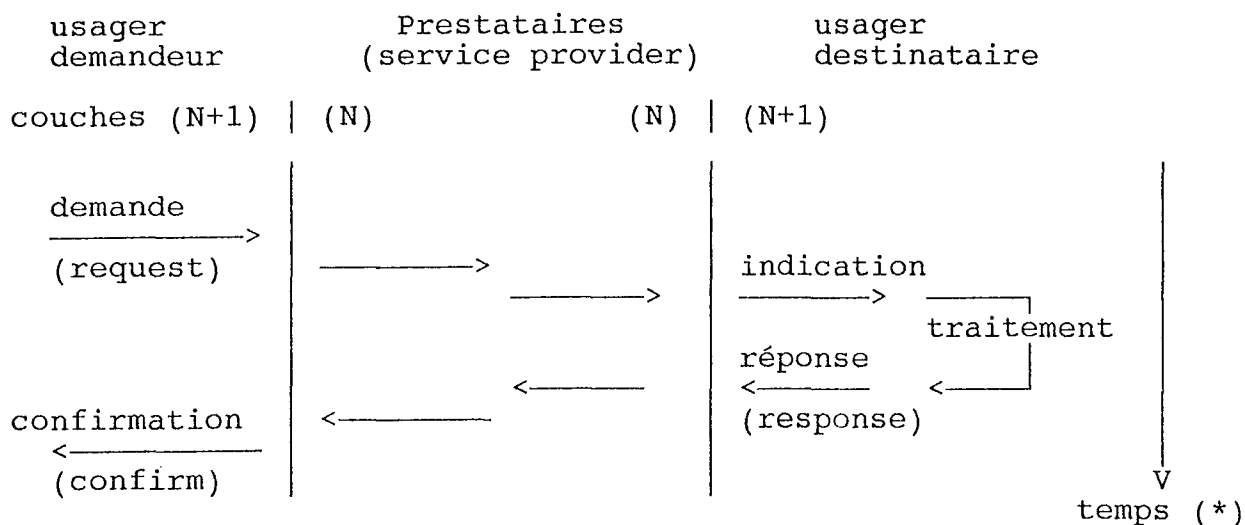 usager Prestataires usager
demandeur (service provider) destinataire
couches (N+1) | (N) (N) | (N+1)
demande
(request)
indication
traitement
réponse
confirmation
(response)
(confirm)
temps (*)